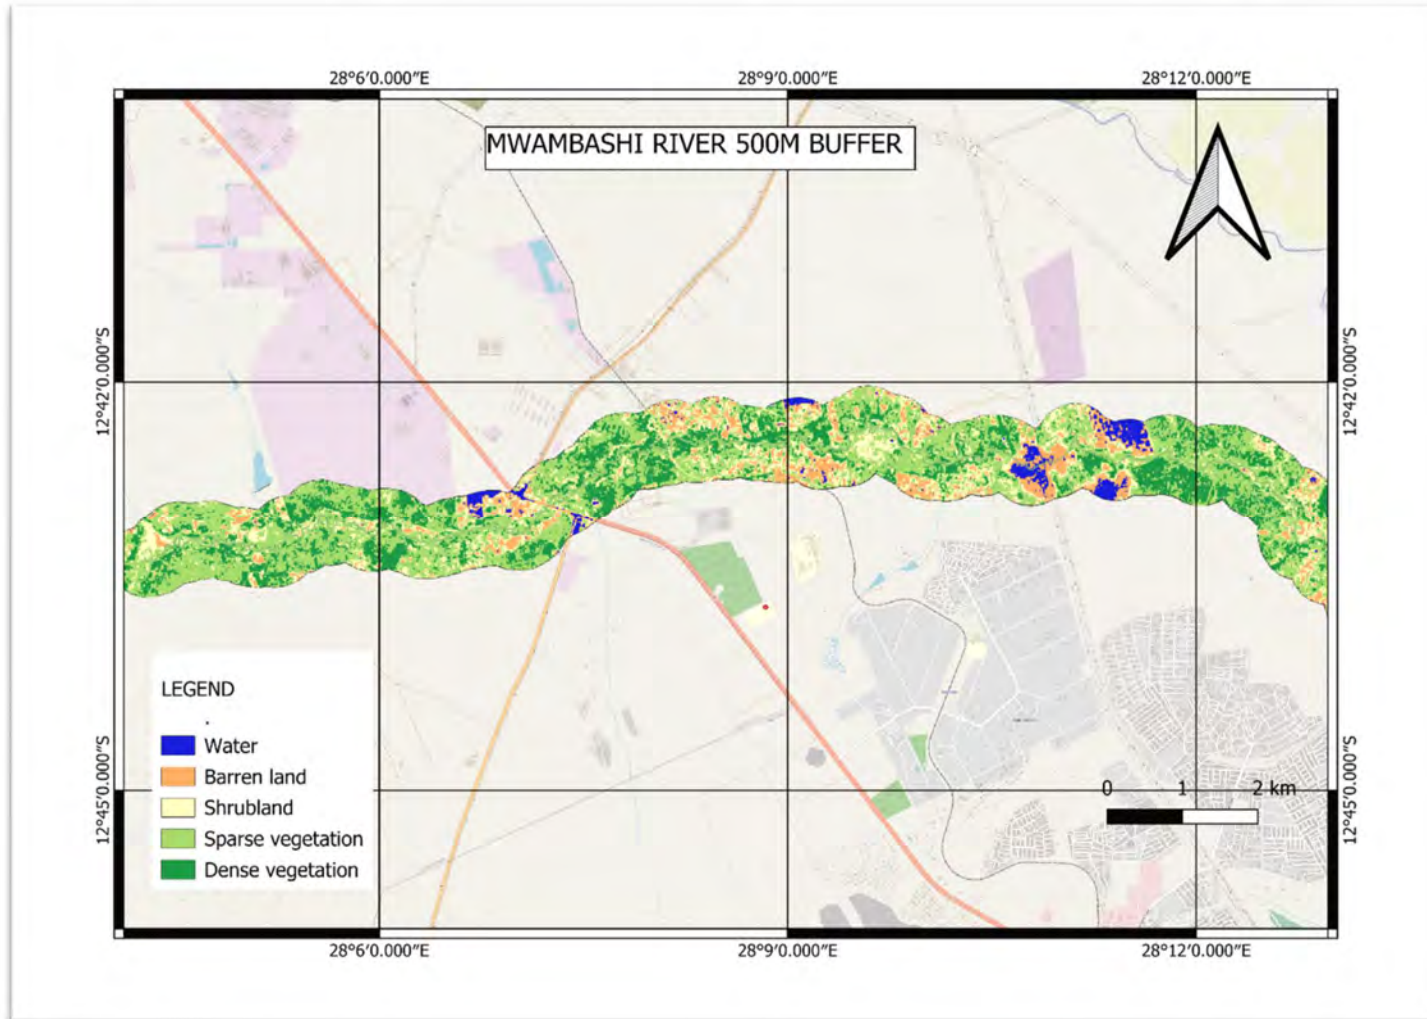 28°6'0.000"E 28°9'0.000"E 28°12'0.000"E
MWAMBASHI RIVER 500M BUFFER
12°42'0.000"S 12°42'0.000"S
LEGEND
.
Water
Barren land
Shrubland
Sparse vegetation
Dense vegetation
12°45'0.000"S 12°45'0.000"S
0 1 2 km
28°6'0.000"E 28°9'0.000"E 28°12'0.000"E